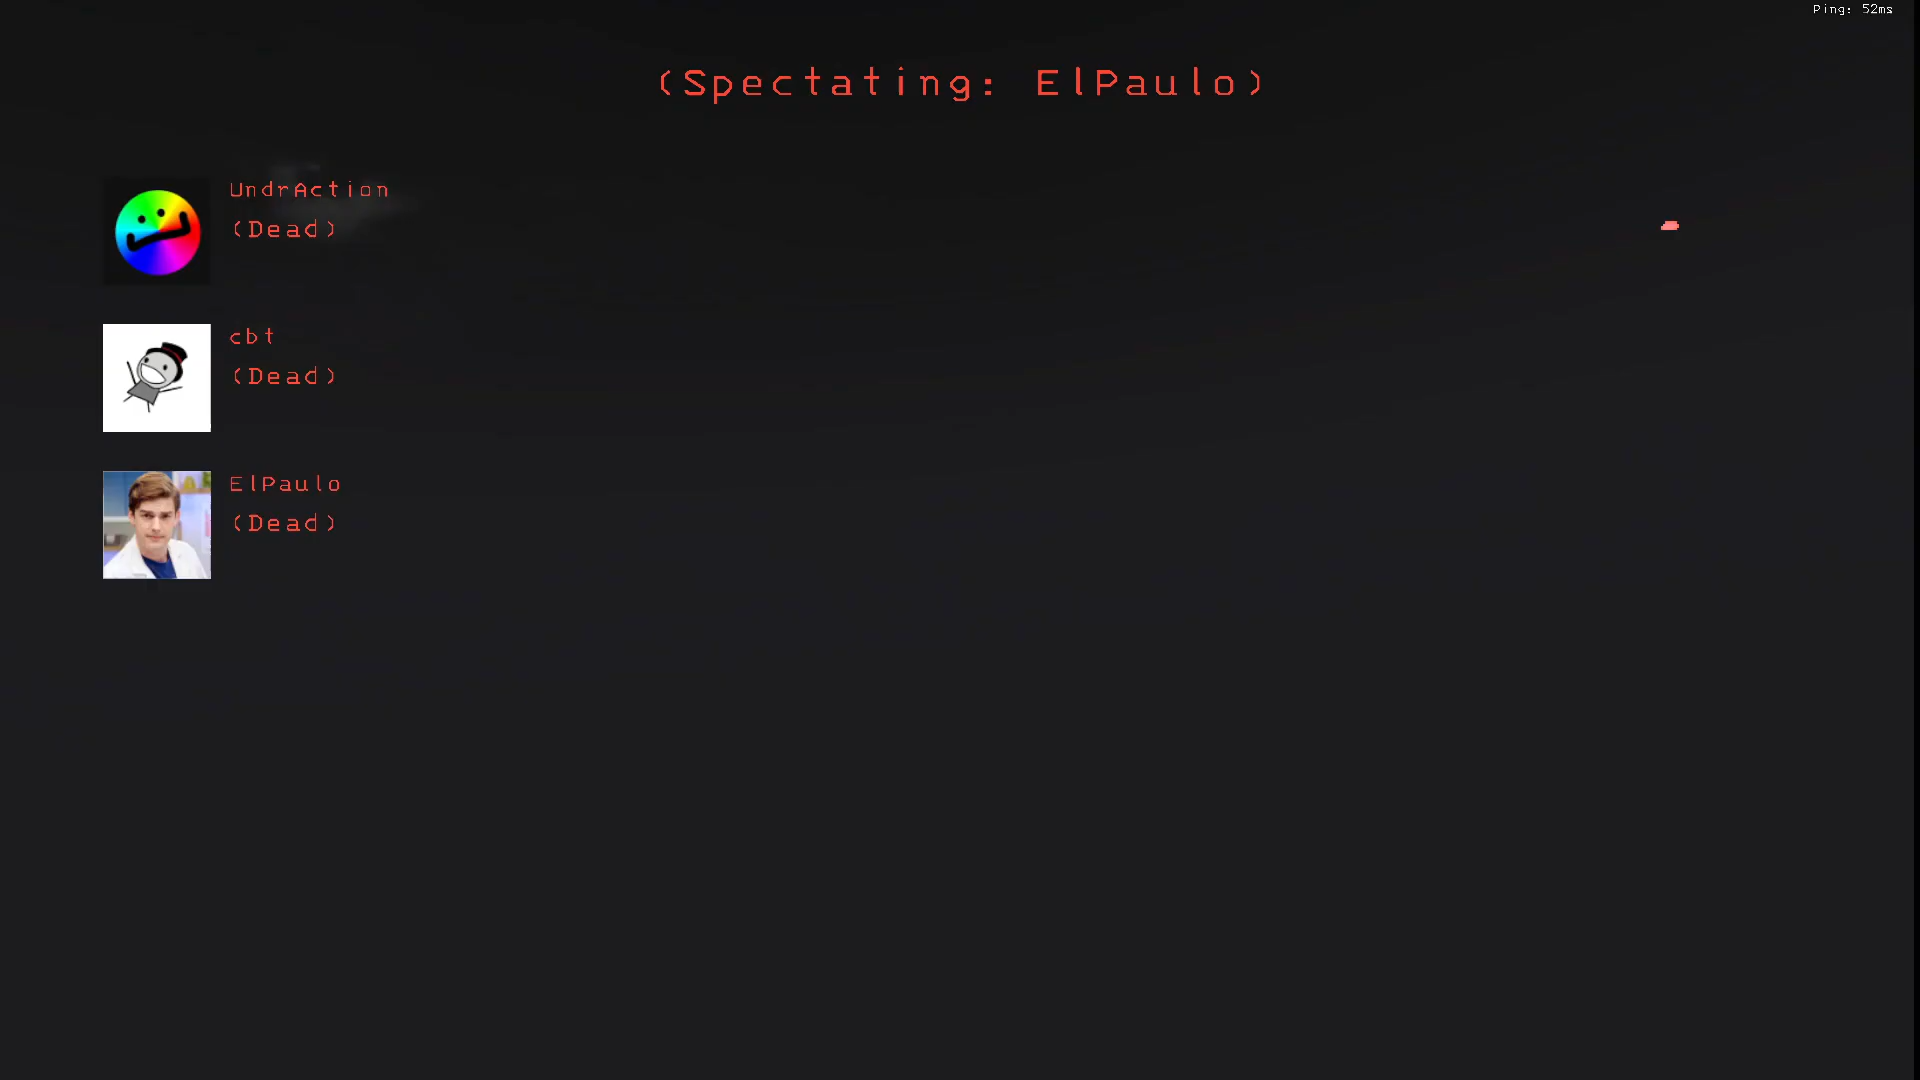 Ping: 52ms
(Spectating: ElPaulo)
UndrAction
(Dead)
cbt
(Dead)
ElPaulo
(Dead)